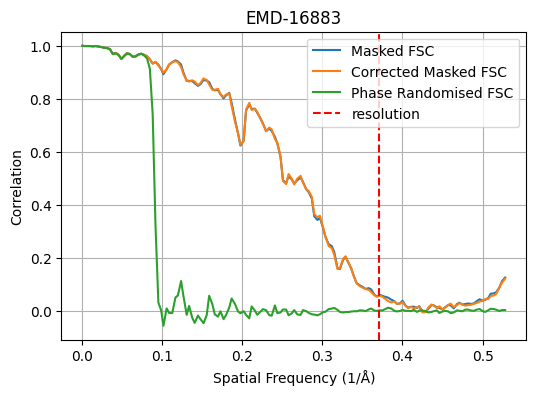 EMD-16883
Masked FSC
Corrected Masked FSC
Phase Randomised FSC
resolution
Correlation
1.0
0.8
0.6
0.4
0.2
0.0
0.0 0.1 0.2 0.3 0.4 0.5
Spatial Frequency (1/Å)